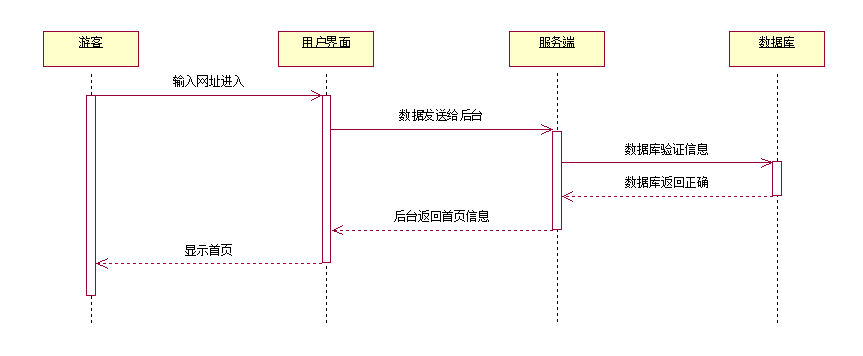 游客
用户界面
服务端
数据库
输入网址进入
数据发送给后台
数据库验证信息
数据库返回正确
后台返回首页信息
显示首页